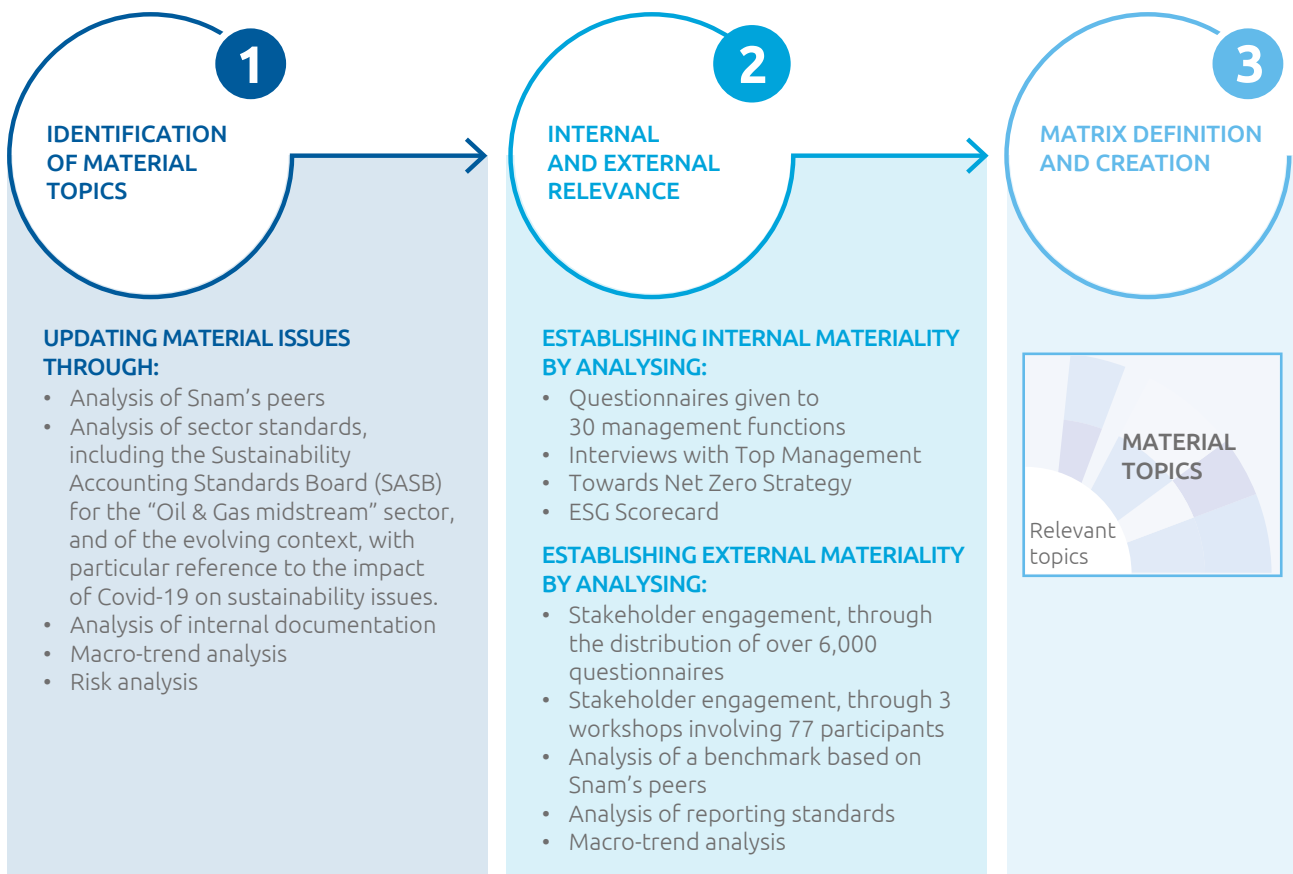 1
IDENTIFICATION
OF MATERIAL
TOPICS
UPDATING MATERIAL ISSUES
THROUGH:
• Analysis of Snam’s peers
• Analysis of sector standards,
including the Sustainability
Accounting Standards Board (SASB)
for the “Oil & Gas midstream” sector,
and of the evolving context, with
particular reference to the impact
of Covid-19 on sustainability issues.
• Analysis of internal documentation
• Macro-trend analysis
• Risk analysis
2
INTERNAL
AND EXTERNAL
RELEVANCE
ESTABLISHING INTERNAL MATERIALITY
BY ANALYSING:
• Questionnaires given to
30 management functions
• Interviews with Top Management
• Towards Net Zero Strategy
• ESG Scorecard
ESTABLISHING EXTERNAL MATERIALITY
BY ANALYSING:
• Stakeholder engagement, through
the distribution of over 6,000
questionnaires
• Stakeholder engagement, through 3
workshops involving 77 participants
• Analysis of a benchmark based on
Snam’s peers
• Analysis of reporting standards
• Macro-trend analysis
3
MATRIX DEFINITION
AND CREATION
MATERIAL
TOPICS
Relevant
topics